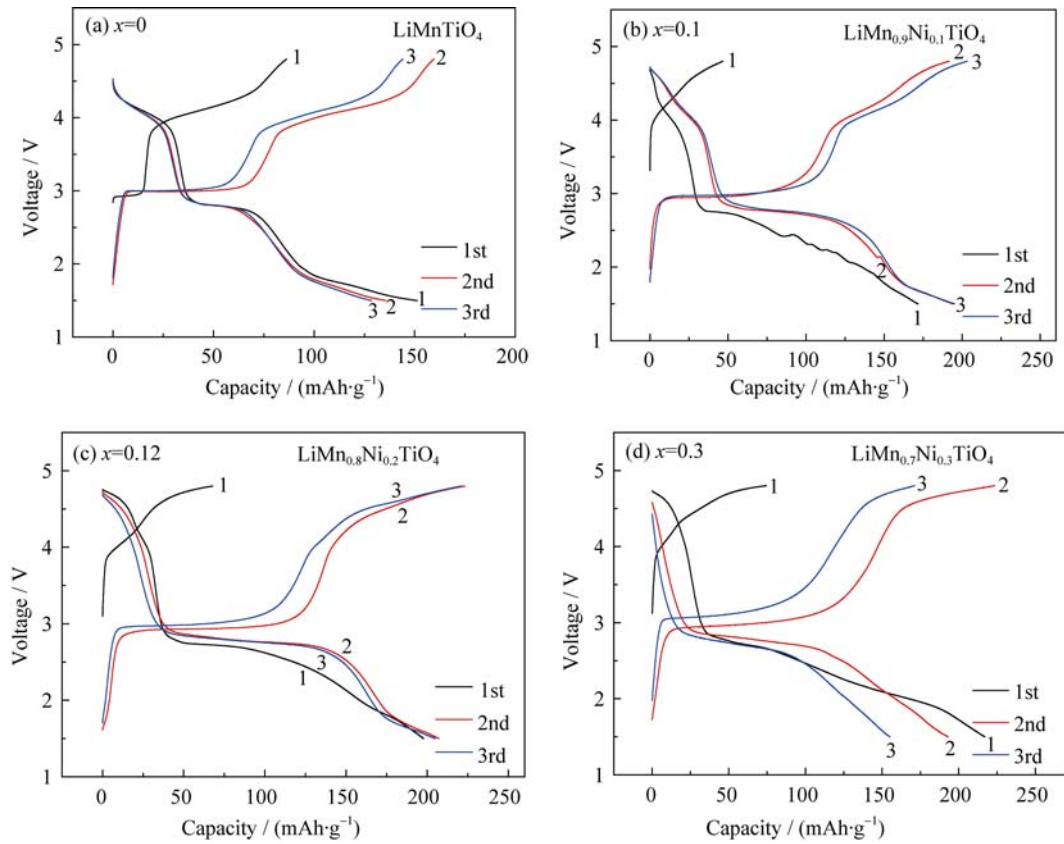 (a) x=0
LiMnTiO₄
1
3
2
Voltage / V
5
4
3
2
1
1st
2nd
3rd
1
2
3
0
50
100
150
200
Capacity / (mAh·g⁻¹)
(b) x=0.1
LiMn₀.₉Ni₀.₁TiO₄
1
2
3
Voltage / V
5
4
3
2
1
1st
2nd
3rd
2
1
3
0
50
100
150
200
250
Capacity / (mAh·g⁻¹)
(c) x=0.12
LiMn₀.₈Ni₀.₂TiO₄
1
3
2
Voltage / V
5
4
3
2
1
2
3
1
1st
2nd
3rd
0
50
100
150
200
250
Capacity / (mAh·g⁻¹)
(d) x=0.3
LiMn₀.₇Ni₀.₃TiO₄
1
3
2
Voltage / V
5
4
3
2
1
1st
2nd
3rd
3
2
1
0
50
100
150
200
250
Capacity / (mAh·g⁻¹)